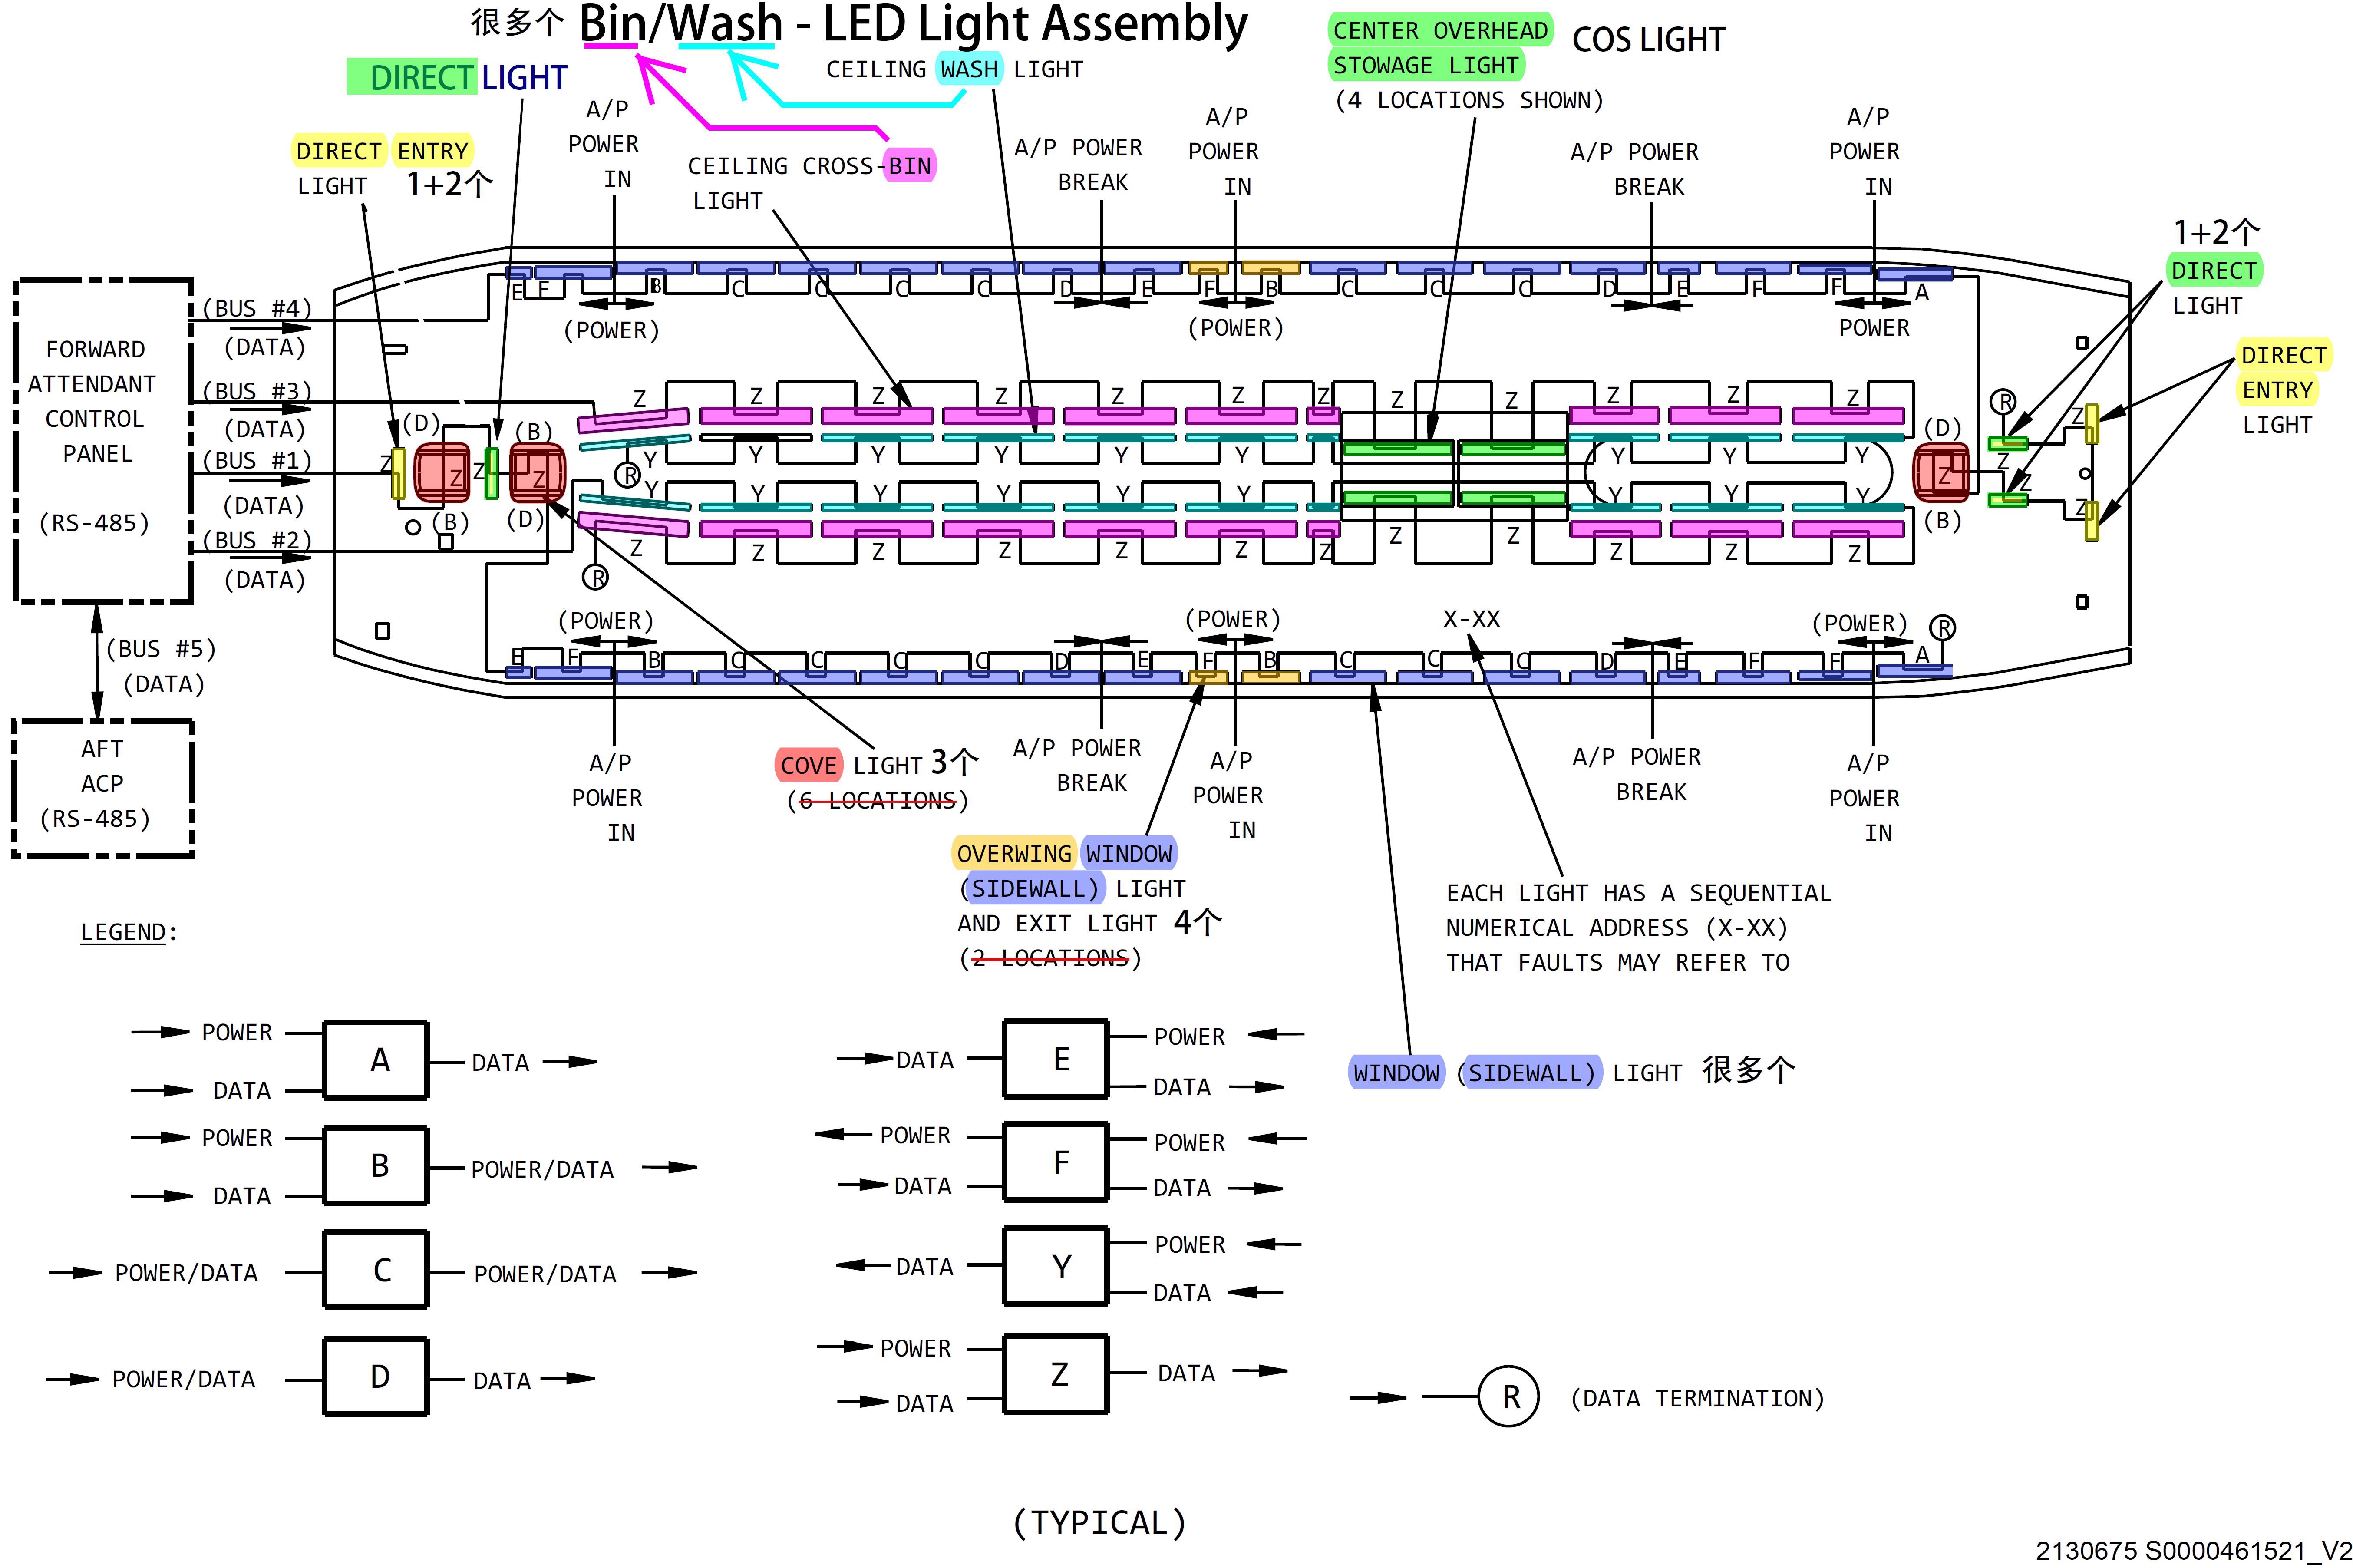 很多个 Bin/Wash - LED Light Assembly
CENTER OVERHEAD
STOWAGE LIGHT
(4 LOCATIONS SHOWN)
COS LIGHT
DIRECT LIGHT
CEILING WASH LIGHT
DIRECT ENTRY
LIGHT 1+2个
A/P
POWER
IN
CEILING CROSS-BIN
LIGHT
A/P POWER
BREAK
A/P
POWER
IN
A/P POWER
BREAK
A/P
POWER
IN
1+2个
DIRECT
LIGHT
DIRECT
ENTRY
LIGHT
E F B C C C C D E F B C C C D E F F A
(POWER)
(POWER)
POWER
FORWARD
ATTENDANT
CONTROL
PANEL
(RS-485)
(BUS #4)
(DATA)
(BUS #3)
(DATA)
(BUS #1)
(DATA)
(BUS #2)
(DATA)
(BUS #5)
(DATA)
AFT
ACP
(RS-485)
Z Z Z Z Z Z Z Z Z Z Z Z
(D) (B) R (D)
Z Z Z Z Y Y Y Y Y Y Y Y Y Z Z Z
R
Y Y Y Y Y Y Y Y Y Z Z
(B) (D) (B)
Z Z Z Z Z Z Z Z Z Z Z Z
R
(POWER)
(POWER)
X-XX
(POWER)
R
E F B C C C C D E F B C C C D E F F A
A/P
POWER
IN
COVE LIGHT 3个
(6 LOCATIONS)
A/P POWER
BREAK
A/P
POWER
IN
A/P POWER
BREAK
A/P
POWER
IN
OVERWING WINDOW
(SIDEWALL) LIGHT
AND EXIT LIGHT 4个
(2 LOCATIONS)
EACH LIGHT HAS A SEQUENTIAL
NUMERICAL ADDRESS (X-XX)
THAT FAULTS MAY REFER TO
WINDOW (SIDEWALL) LIGHT 很多个
LEGEND:
POWER
DATA
A
DATA
POWER
DATA
B
POWER/DATA
POWER/DATA
C
POWER/DATA
POWER/DATA
D
DATA
DATA
E
POWER
DATA
POWER
DATA
F
POWER
DATA
DATA
Y
POWER
DATA
POWER
DATA
Z
DATA
R (DATA TERMINATION)
(TYPICAL)
2130675 S0000461521_V2